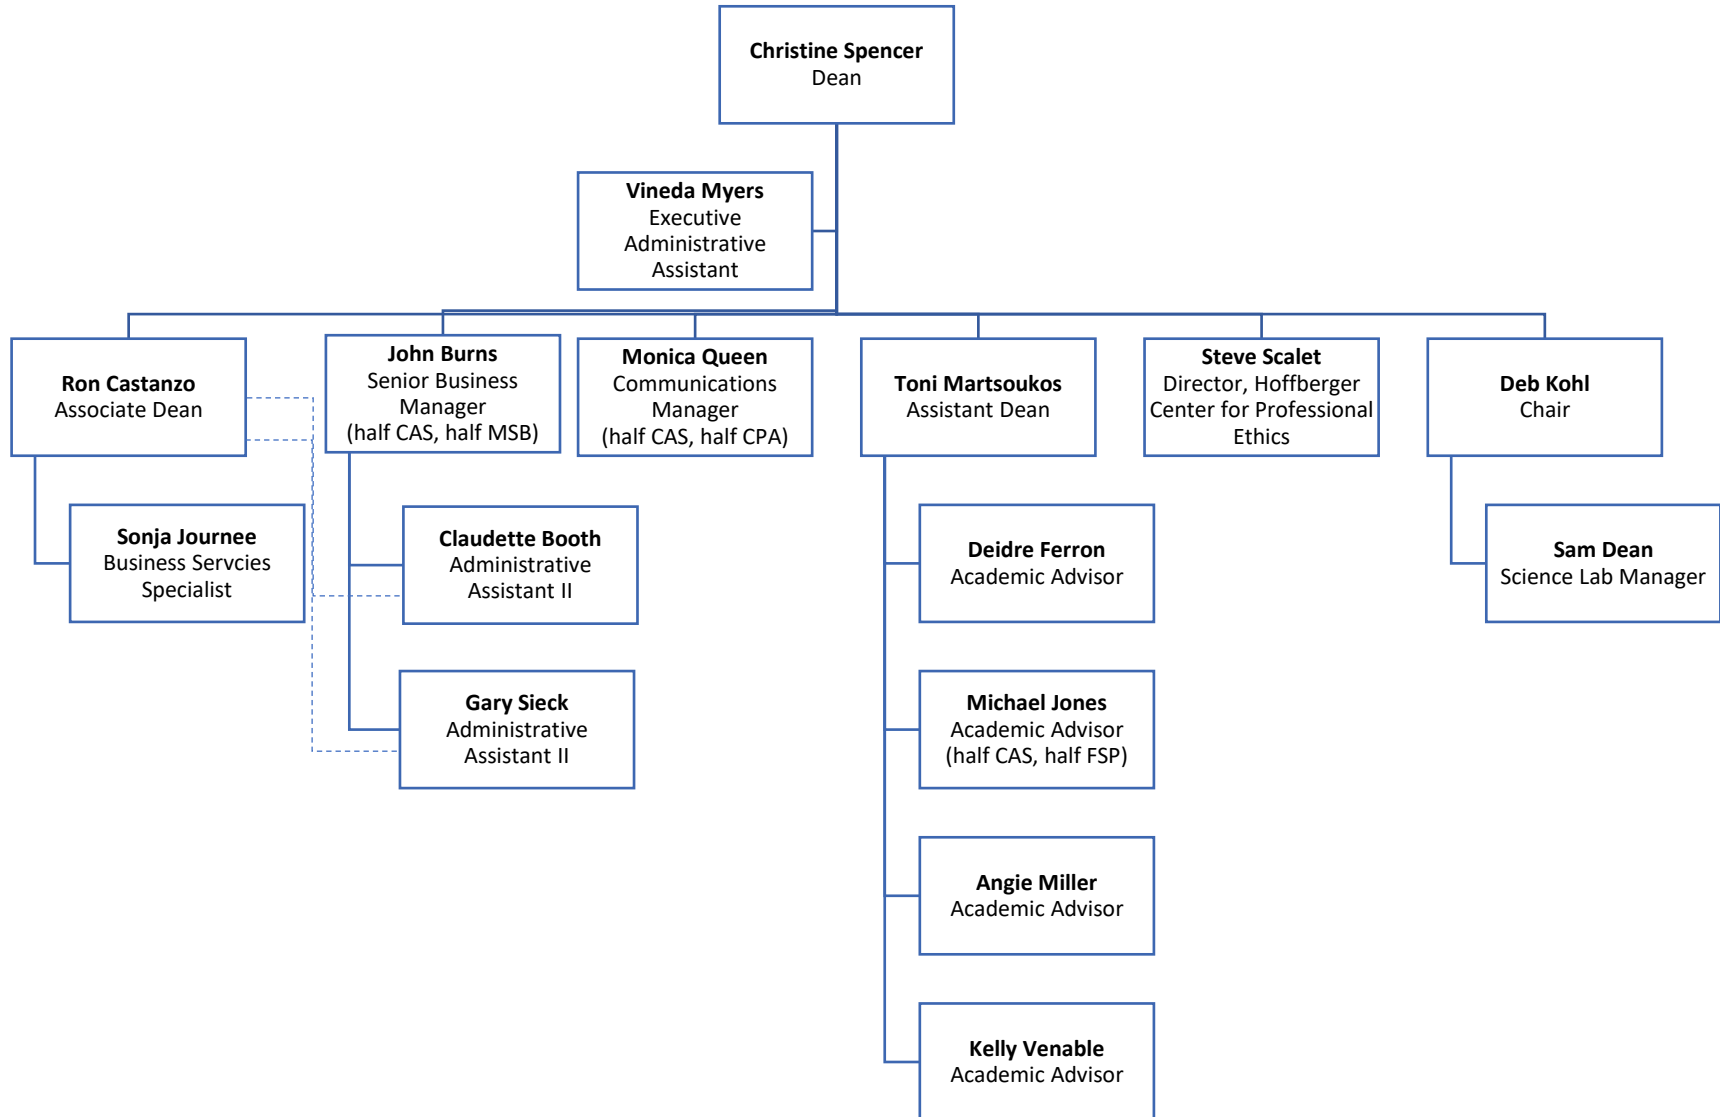 Christine Spencer
Dean
Vineda Myers
Executive
Administrative
Assistant
Ron Castanzo
Associate Dean
John Burns
Senior Business
Manager
(half CAS, half MSB)
Monica Queen
Communications
Manager
(half CAS, half CPA)
Toni Martsoukos
Assistant Dean
Steve Scalet
Director, Hoffberger
Center for Professional
Ethics
Deb Kohl
Chair
Sonja Journee
Business Servcies
Specialist
Claudette Booth
Administrative
Assistant II
Deidre Ferron
Academic Advisor
Sam Dean
Science Lab Manager
Gary Sieck
Administrative
Assistant II
Michael Jones
Academic Advisor
(half CAS, half FSP)
Angie Miller
Academic Advisor
Kelly Venable
Academic Advisor